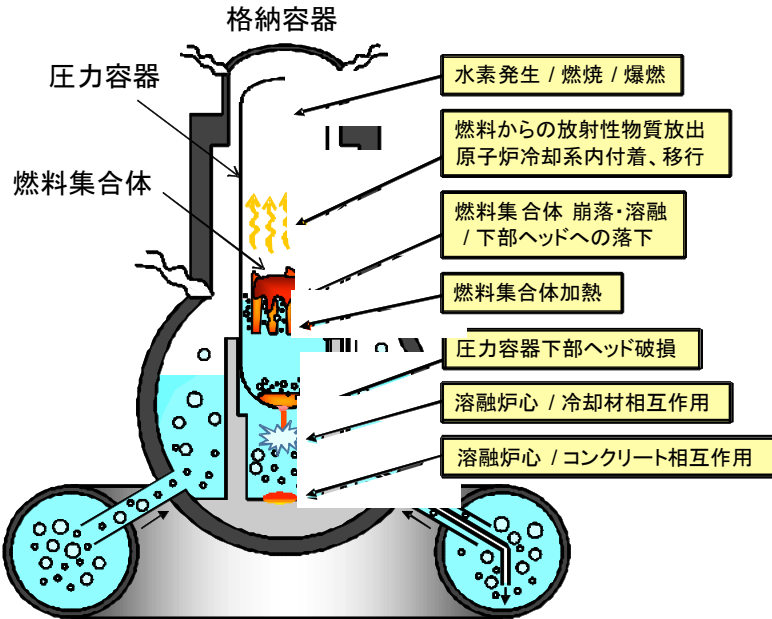 格納容器
圧力容器
燃料集合体
水素発生 / 燃焼 / 爆燃
燃料からの放射性物質放出
原子炉冷却系内付着、移行
燃料集合体 崩落・溶融
/ 下部ヘッドへの落下
燃料集合体加熱
圧力容器下部ヘッド破損
溶融炉心 / 冷却材相互作用
溶融炉心 / コンクリート相互作用